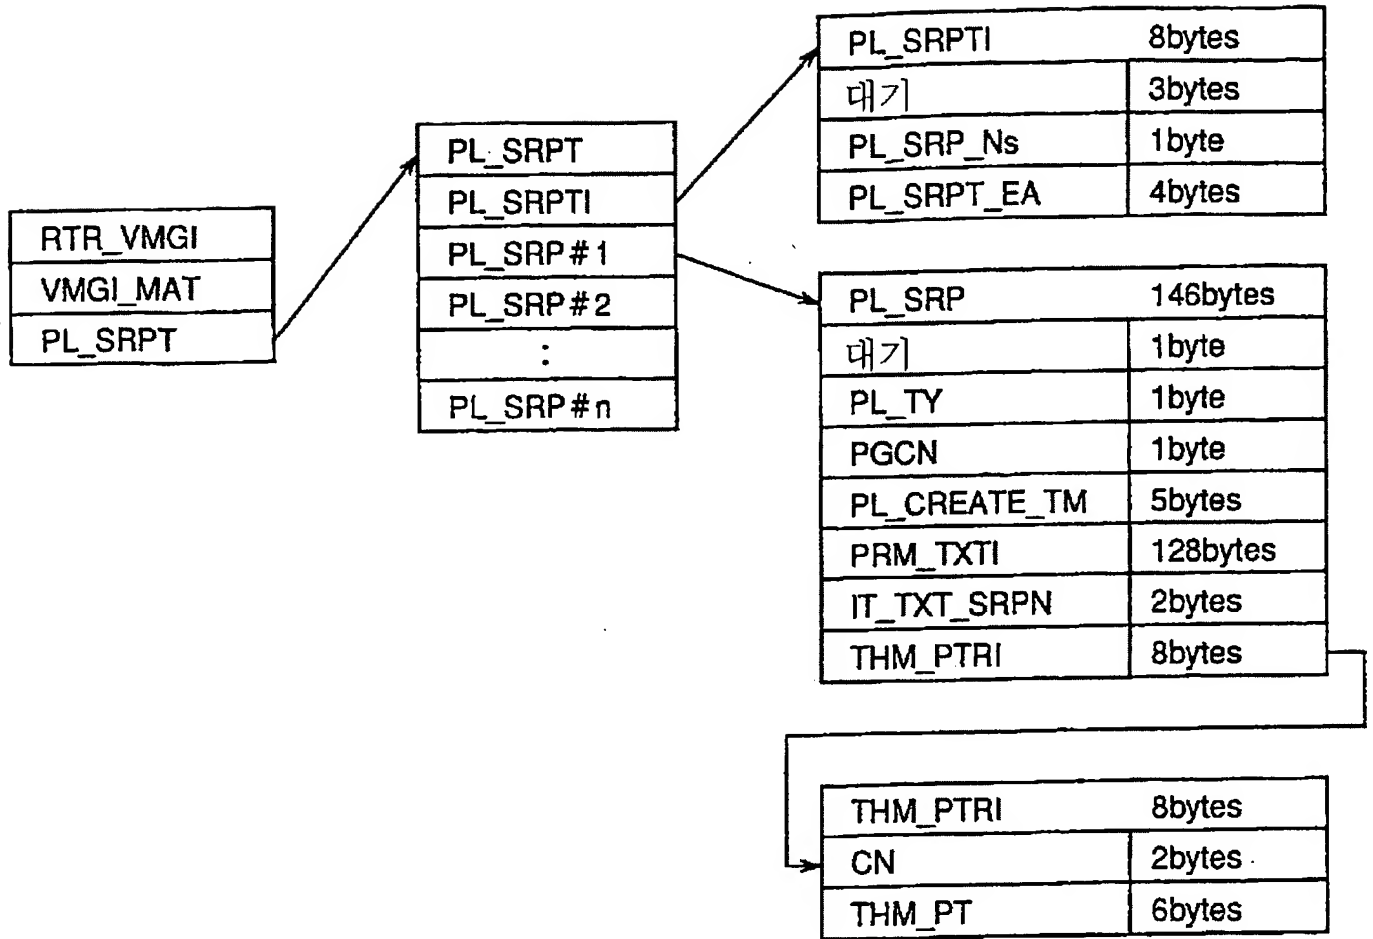 RTR_VMGI
VMGI_MAT
PL_SRPT
PL_SRPT
PL_SRPTI
PL_SRP#1
PL_SRP#2
:
PL_SRP#n
PL_SRPTI 8bytes
대기 3bytes
PL_SRP_Ns 1byte
PL_SRPT_EA 4bytes
PL_SRP 146bytes
대기 1byte
PL_TY 1byte
PGCN 1byte
PL_CREATE_TM 5bytes
PRM_TXTI 128bytes
IT_TXT_SRPN 2bytes
THM_PTRI 8bytes
THM_PTRI 8bytes
CN 2bytes
THM_PT 6bytes